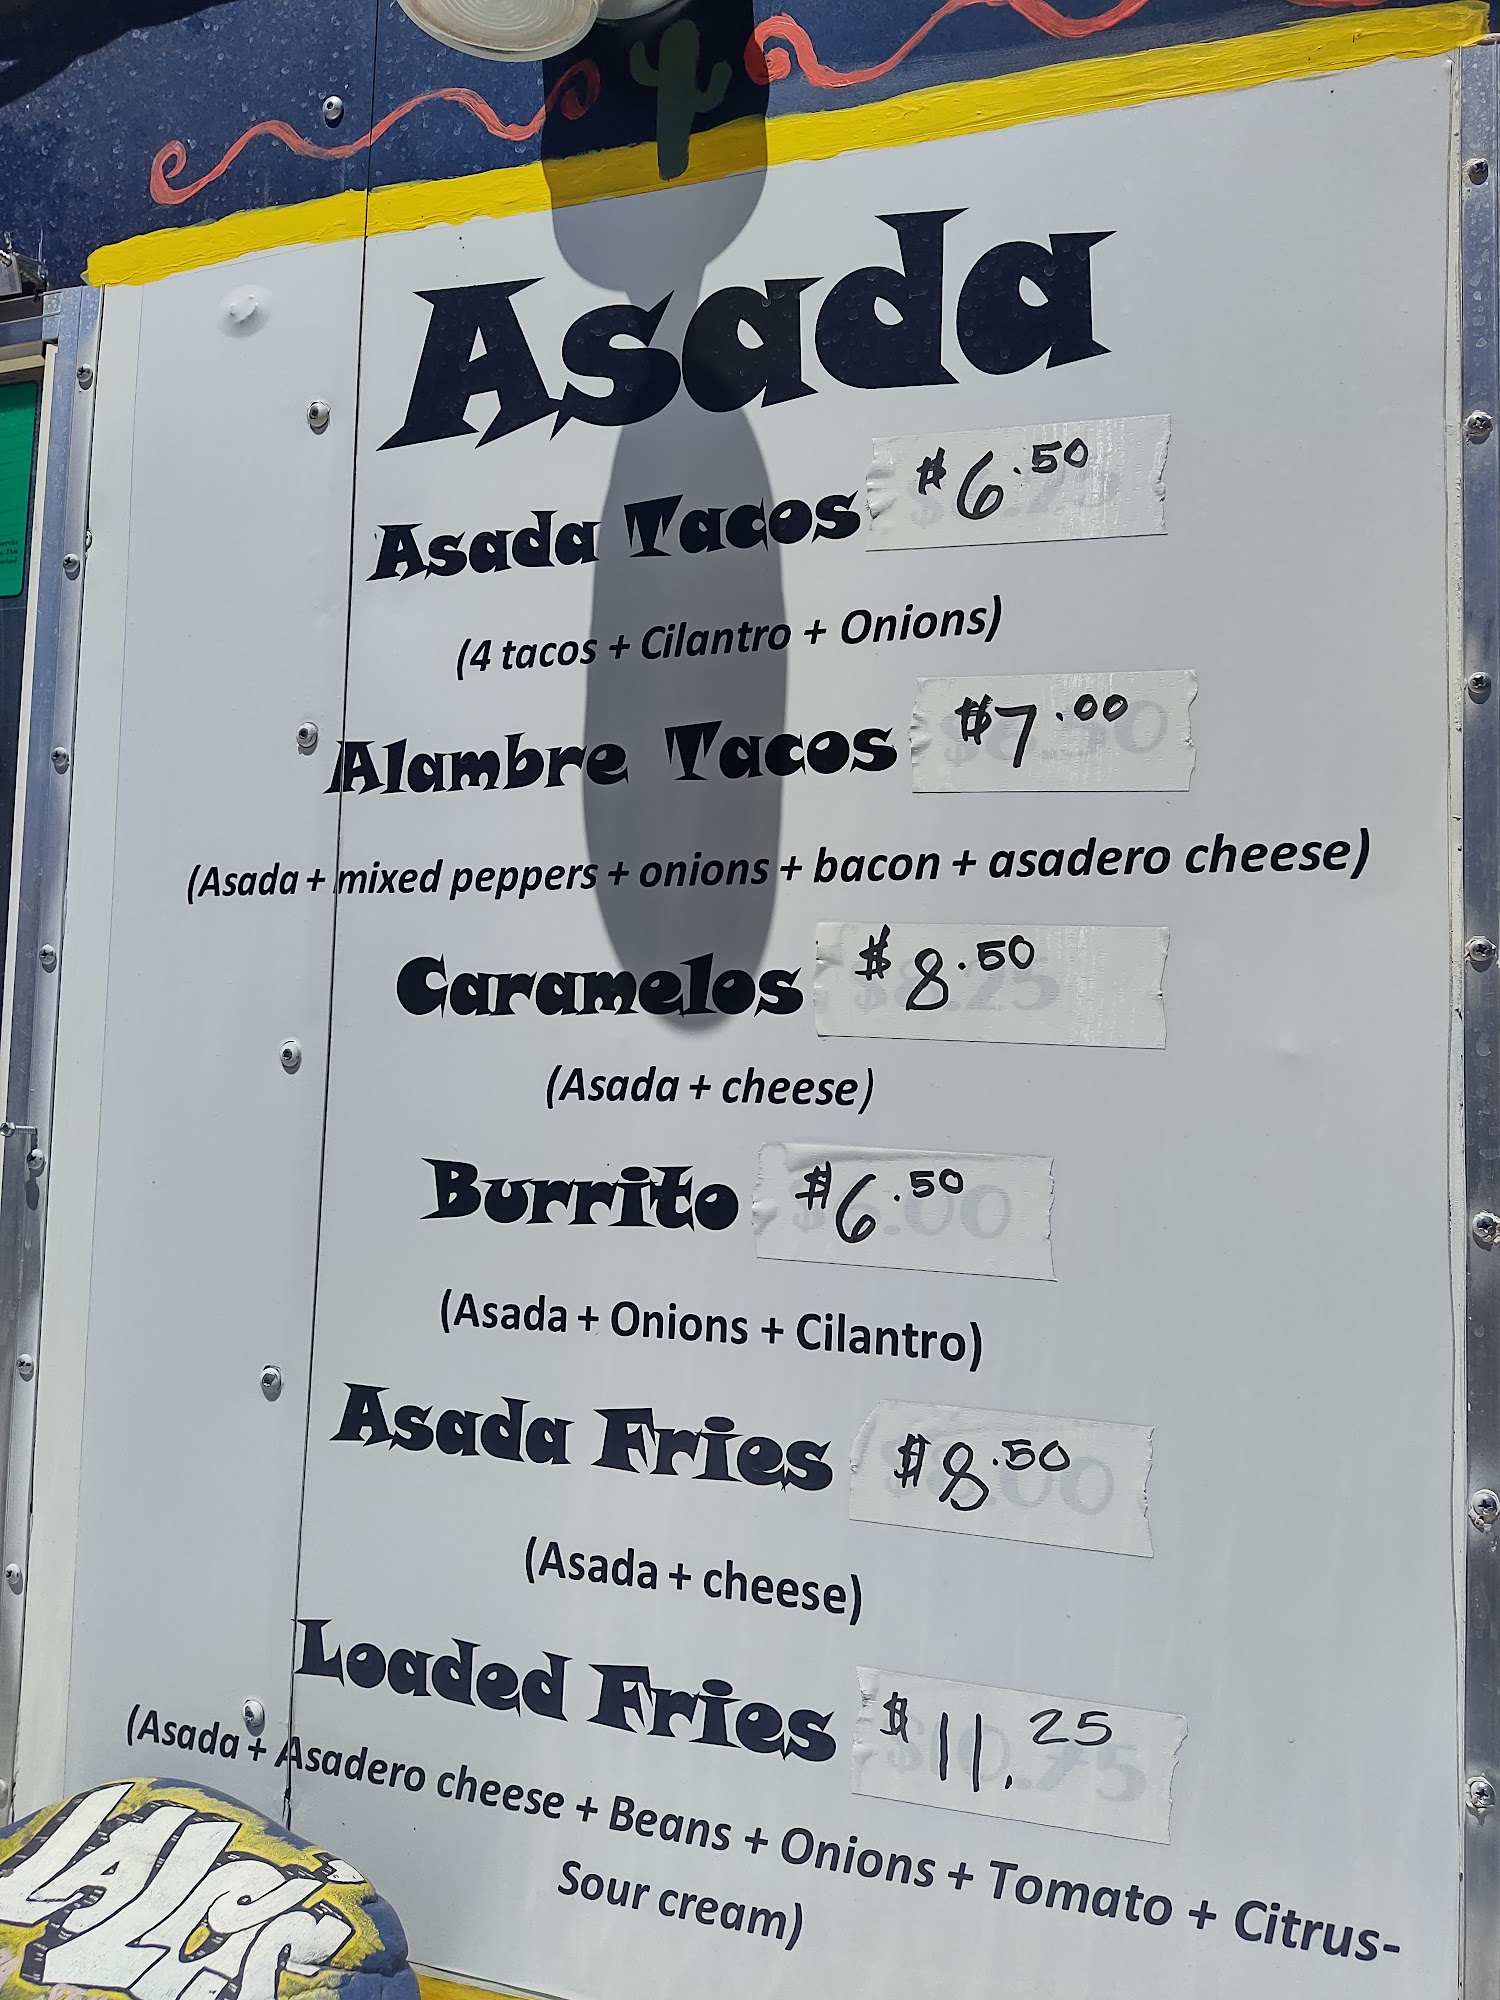 Asada
Asada Tacos $6.50
(4 tacos + Cilantro + Onions)
Alambre Tacos $7.00
(Asada + mixed peppers + onions + bacon + asadero cheese)
Caramelos $8.50
(Asada + cheese)
Burrito $6.50
(Asada + Onions + Cilantro)
Asada Fries $8.50
(Asada + cheese)
Loaded Fries $11.25
(Asada + Asadero cheese + Beans + Onions + Tomato + Citrus-
Sour cream)